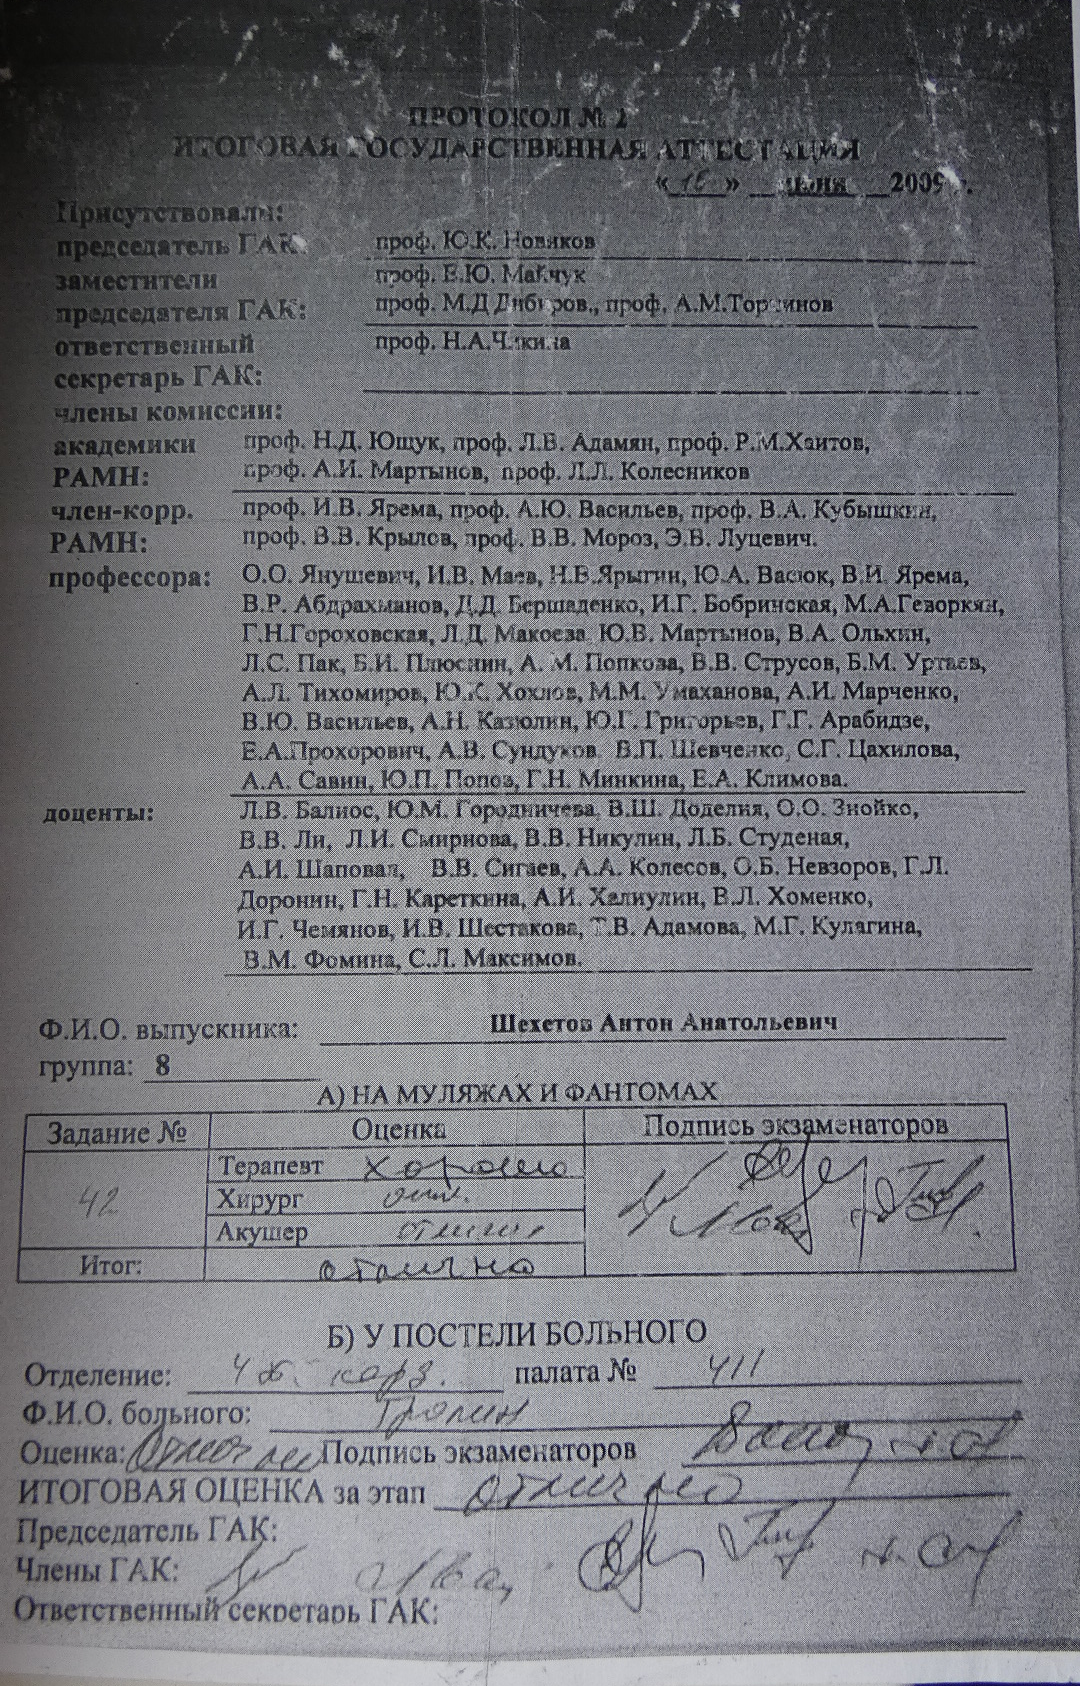 ПРОТОКОЛ № 2
ИТОГОВАЯ ГОСУДАРСТВЕННАЯ АТТЕСТАЦИЯ
« 15 » июня 2009 г.
Присутствовали:
председатель ГАК: проф. Ю.К. Новиков
заместители проф. Е.Ю. Майчук
председателя ГАК: проф. М.Д Дибиров., проф. А.М.Торчинов
ответственный проф. Н.А.Чикина
секретарь ГАК:
члены комиссии:
академики проф. Н.Д. Ющук, проф. Л.В. Адамян, проф. Р.М.Хаитов,
РАМН: проф. А.И. Мартынов, проф. Л.Л. Колесников
член-корр. проф. И.В. Ярема, проф. А.Ю. Васильев, проф. В.А. Кубышкин,
РАМН: проф. В.В. Крылов, проф. В.В. Мороз, Э.В. Луцевич.
профессора: О.О. Янушевич, И.В. Маев, Н.В.Ярыгин, Ю.А. Васюк, В.И. Ярема,
В.Р. Абдрахманов, Д.Д. Бершаденко, И.Г. Бобринская, М.А.Геворкян,
Г.Н.Гороховская, Л.Д. Макоева, Ю.В. Мартынов, В.А. Ольхин,
Л.С. Пак, Б.И. Плюснин, А. М. Попкова, В.В. Струсов, Б.М. Уртаев,
А.Л. Тихомиров, Ю.К. Хохлов, М.М. Умаханова, А.И. Марченко,
В.Ю. Васильев, А.Н. Казюлин, Ю.Г. Григорьев, Г.Г. Арабидзе,
Е.А.Прохорович, А.В. Сундуков. В.П. Шевченко, С.Г. Цахилова,
А.А. Савин, Ю.П. Попов, Г.Н. Минкина, Е.А. Климова.
доценты: Л.В. Балиос, Ю.М. Городничева, В.Ш. Доделия, О.О. Знойко,
В.В. Ли, Л.И. Смирнова, В.В. Никулин, Л.Б. Студеная,
А.И. Шаповал, В.В. Сигаев, А.А. Колесов, О.Б. Невзоров, Г.Л.
Доронин, Г.Н. Кареткина, А.И. Халиулин, В.Л. Хоменко,
И.Г. Чемянов, И.В. Шестакова, Т.В. Адамова, М.Г. Кулагина,
В.М. Фомина, С.Л. Максимов.
Ф.И.О. выпускника: Шехетов Антон Анатольевич
группа: 8
А) НА МУЛЯЖАХ И ФАНТОМАХ
Задание № Оценка Подпись экзаменаторов
42 Терапевт хорошо
Хирург отл.
Акушер отлично
Итог: отлично
Б) У ПОСТЕЛИ БОЛЬНОГО
Отделение: палата № 411
Ф.И.О. больного: Тропин
Оценка: Отлично Подпись экзаменаторов
ИТОГОВАЯ ОЦЕНКА за этап отлично
Председатель ГАК:
Члены ГАК:
Ответственный секретарь ГАК: